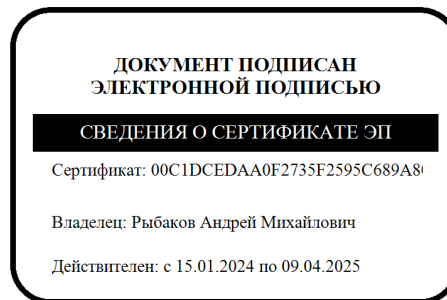 ДОКУМЕНТ ПОДПИСАН
ЭЛЕКТРОННОЙ ПОДПИСЬЮ
СВЕДЕНИЯ О СЕРТИФИКАТЕ ЭП
Сертификат: 00C1DCEDAA0F2735F2595C689A8
Владелец: Рыбаков Андрей Михайлович
Действителен: с 15.01.2024 по 09.04.2025